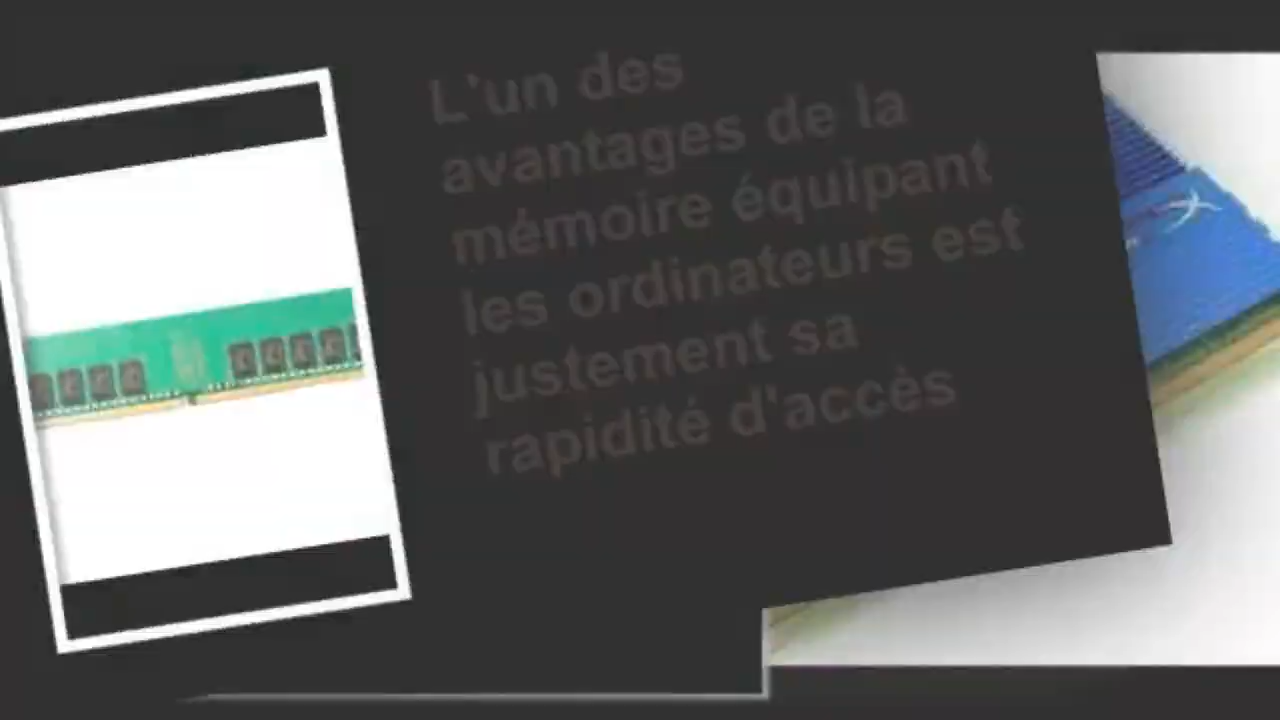 L'un des
avantages de la
mémoire équipant
les ordinateurs est
justement sa
rapidité d'accès